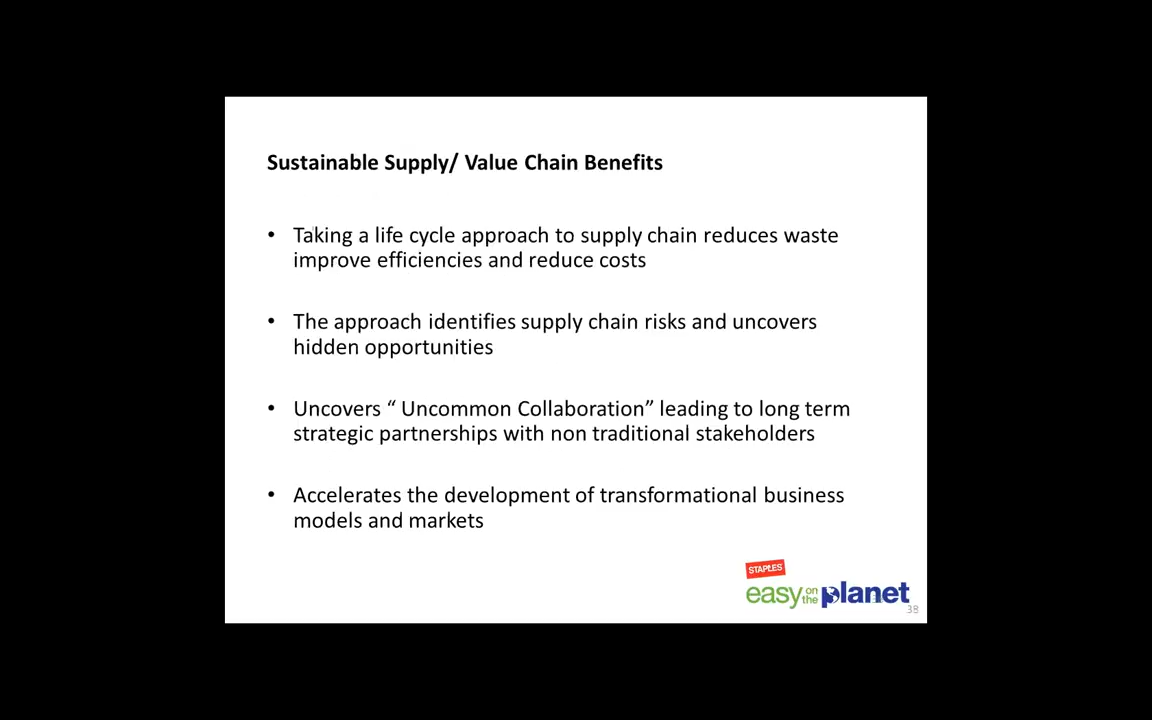 Sustainable Supply/ Value Chain Benefits
• Taking a life cycle approach to supply chain reduces waste
improve efficiencies and reduce costs
• The approach identifies supply chain risks and uncovers
hidden opportunities
• Uncovers “ Uncommon Collaboration” leading to long term
strategic partnerships with non traditional stakeholders
• Accelerates the development of transformational business
models and markets
STAPLES
easy on the planet
38